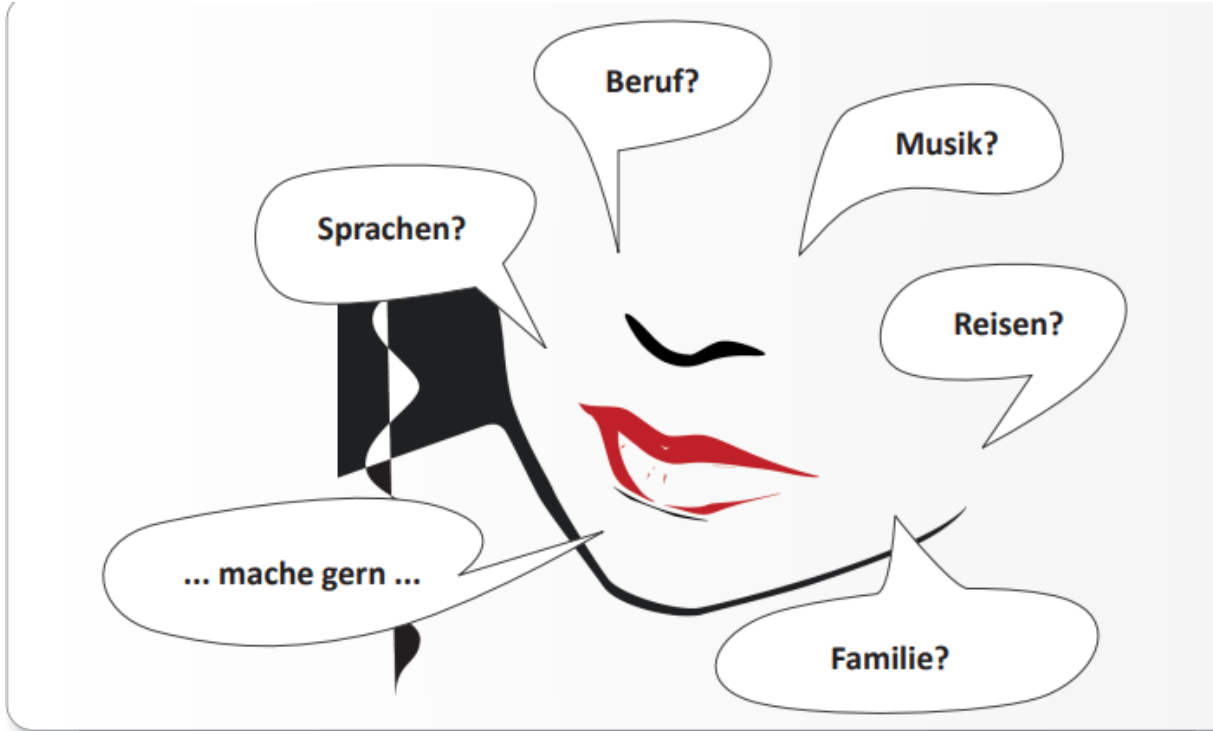 Beruf?
Musik?
Sprachen?
Reisen?
... mache gern ...
Familie?